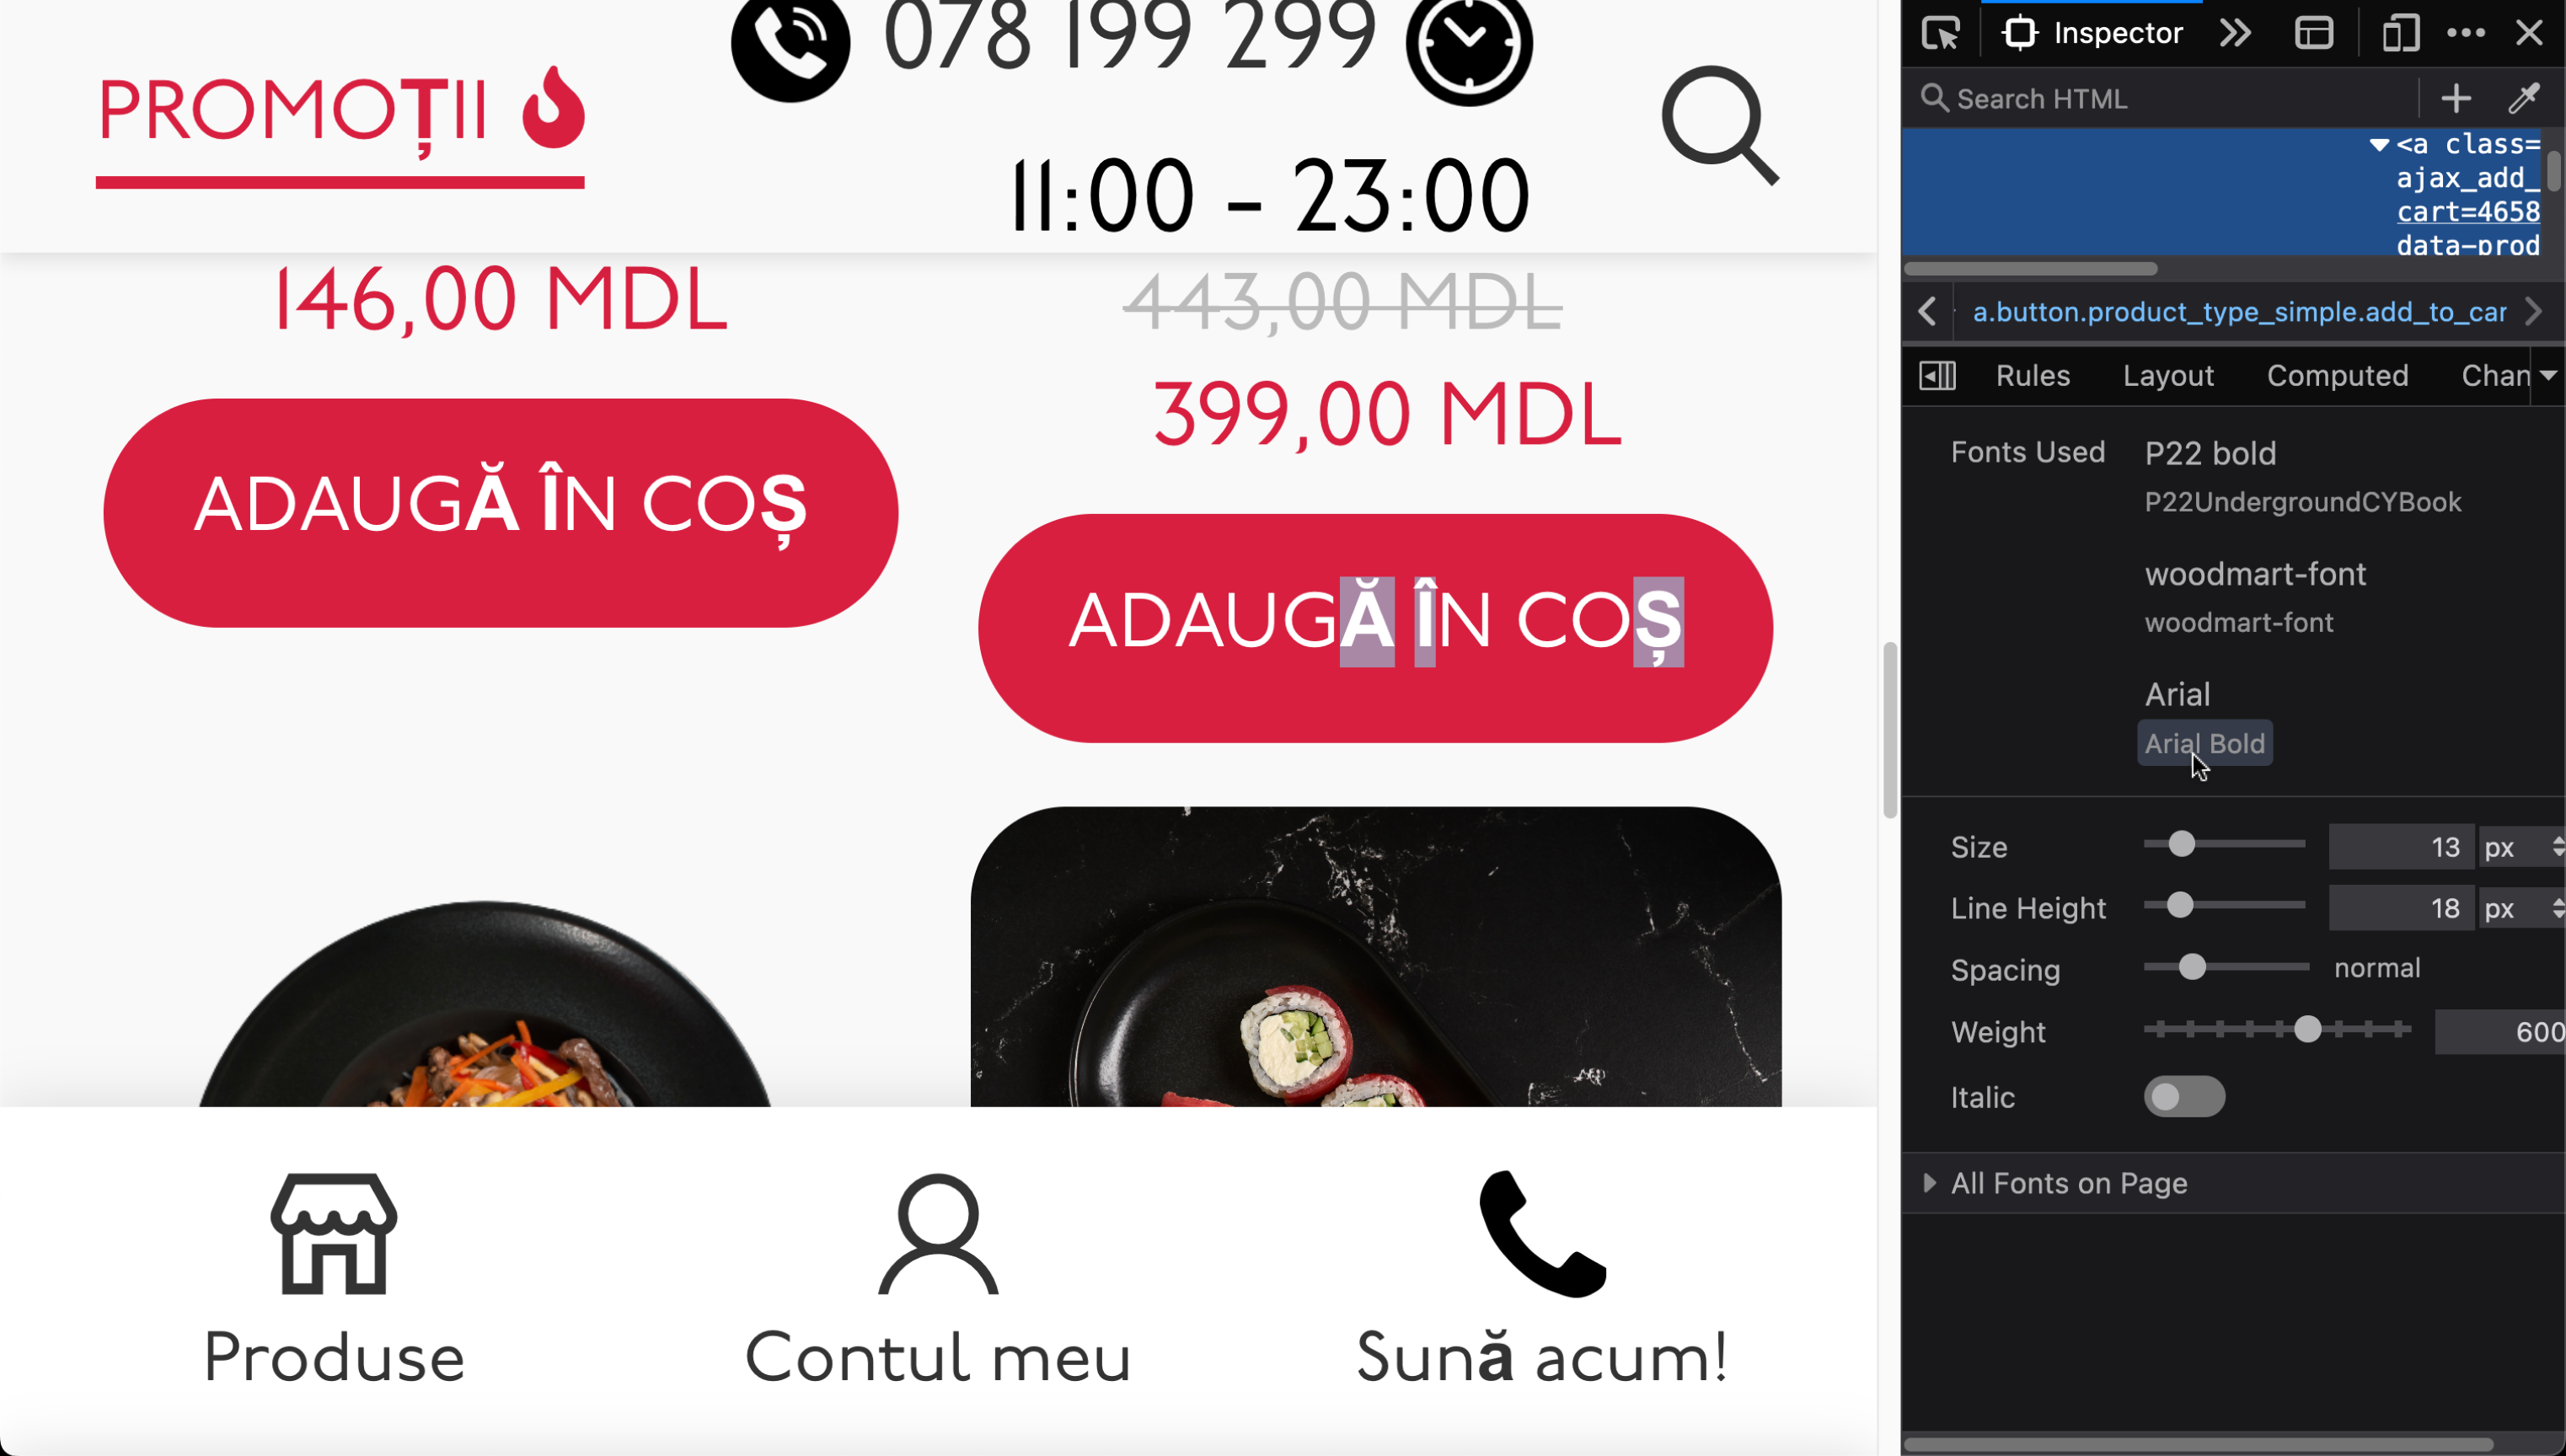 078 199 299
PROMOȚII
11:00 - 23:00
146,00 MDL
443,00 MDL
399,00 MDL
ADAUGĂ ÎN COȘ
ADAUGĂ ÎN COȘ
Produse
Contul meu
Sună acum!
Inspector
Search HTML
<a class=
ajax_add_
cart=4658
data-prod
a.button.product_type_simple.add_to_car
Rules Layout Computed Chan
Fonts Used
P22 bold
P22UndergroundCYBook
woodmart-font
woodmart-font
Arial
Arial Bold
Size 13 px
Line Height 18 px
Spacing normal
Weight 600
Italic
All Fonts on Page